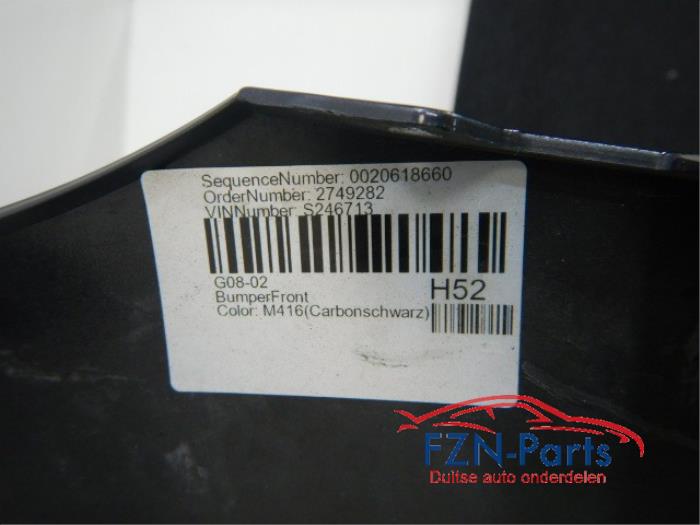 SequenceNumber: 0020618660
OrderNumber: 2749282
VINNumber: S246713
G08-02
BumperFront
Color: M416(Carbonschwarz)
H52
FZN-Parts
Duitse auto onderdelen